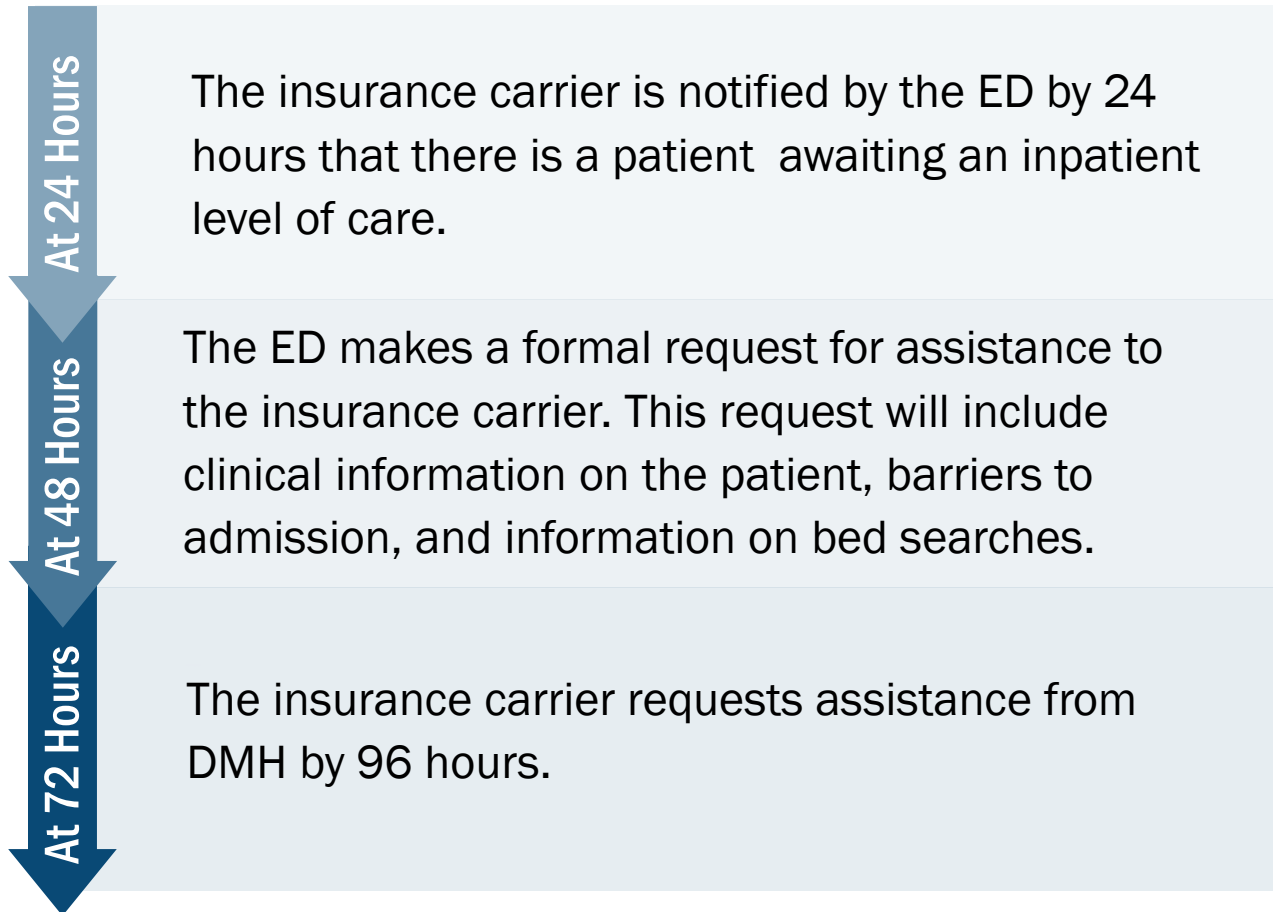 At 24 Hours
The insurance carrier is notified by the ED by 24
hours that there is a patient  awaiting an inpatient
level of care.
At 48 Hours
The ED makes a formal request for assistance to
the insurance carrier. This request will include
clinical information on the patient, barriers to
admission, and information on bed searches.
At 72 Hours
The insurance carrier requests assistance from
DMH by 96 hours.